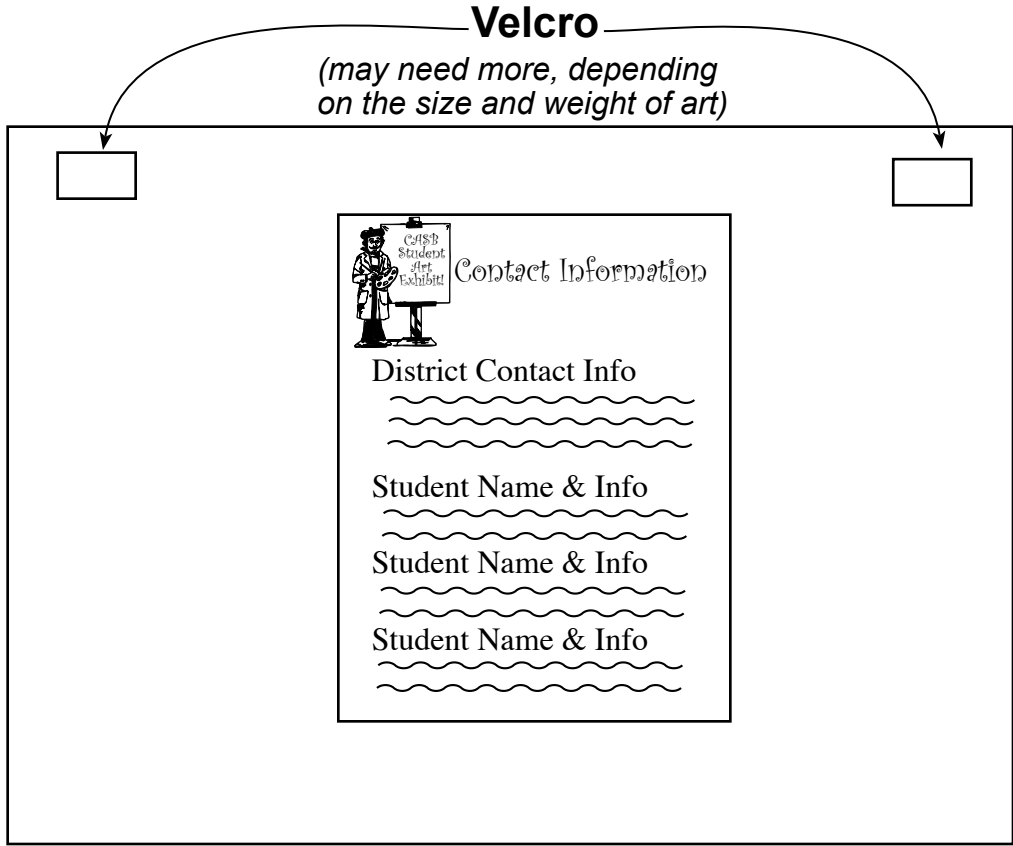 Velcro
(may need more, depending
on the size and weight of art)
CASB
Student
Art
Exhibit!
Contact Information
District Contact Info
Student Name & Info
Student Name & Info
Student Name & Info